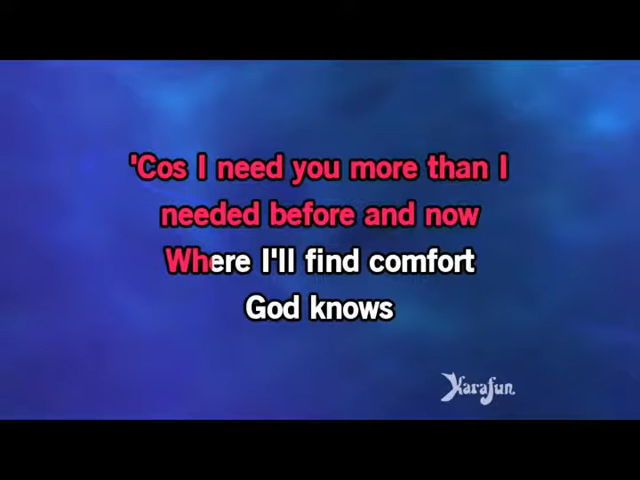 'Cos I need you more than I
needed before and now
Where I'll find comfort
God knows
Karafun